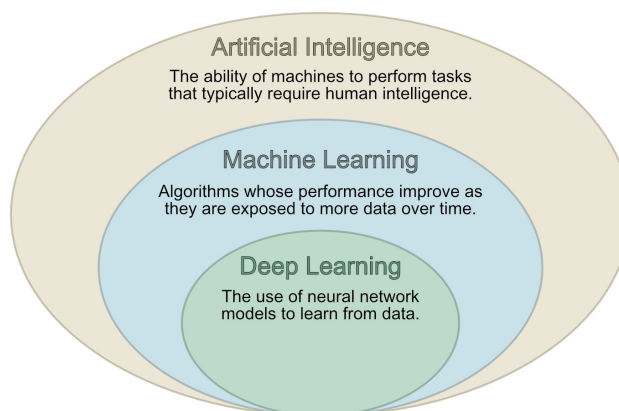 Artificial Intelligence
The ability of machines to perform tasks
that typically require human intelligence.
Machine Learning
Algorithms whose performance improve as
they are exposed to more data over time.
Deep Learning
The use of neural network
models to learn from data.